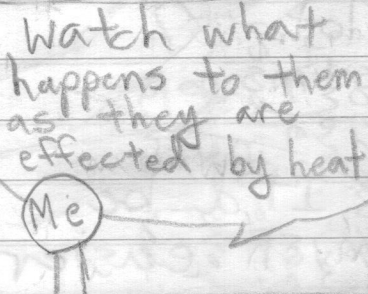 Watch what
happens to them
as they are
effected by heat
Me